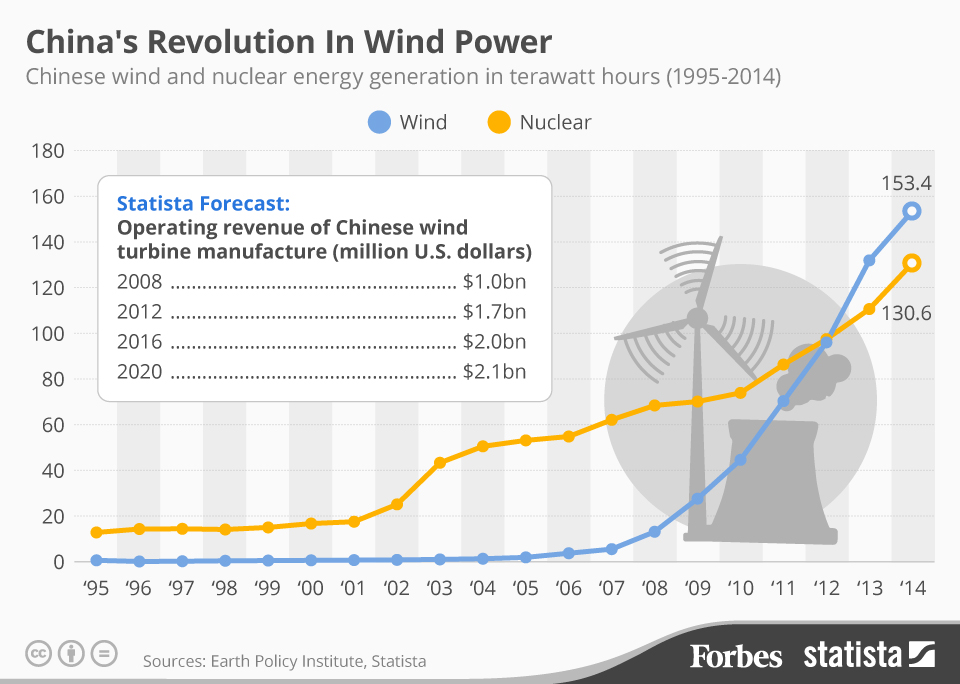 China's Revolution In Wind Power
Chinese wind and nuclear energy generation in terawatt hours (1995-2014)
Wind Nuclear
180
160
140
120
100
80
60
40
20
0
Statista Forecast:
Operating revenue of Chinese wind
turbine manufacture (million U.S. dollars)
2008 ........................................................ $1.0bn
2012 ........................................................ $1.7bn
2016 ........................................................ $2.0bn
2020 ........................................................ $2.1bn
153.4
130.6
‘95 ‘96 ‘97 ‘98 ‘99 ‘00 ‘01 ‘02 ‘03 ‘04 ‘05 ‘06 ‘07 ‘08 ‘09 ‘10 ‘11 ‘12 ‘13 ‘14
cc
Sources: Earth Policy Institute, Statista
Forbes statista